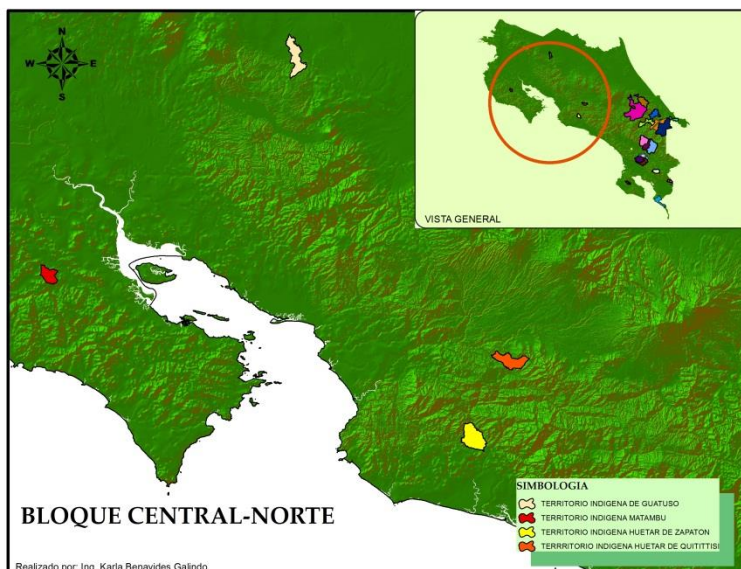 N
W E
S
VISTA GENERAL
BLOQUE CENTRAL-NORTE
SIMBOLOGIA
TERRITORIO INDIGENA DE GUATUSO
TERRITORIO INDIGENA MATAMBU
TERRITORIO INDIGENA HUETAR DE ZAPATON
TERRRITORIO INDIGENA HUETAR DE QUITITTISI
Realizado por: Ing. Karla Benavides Galindo